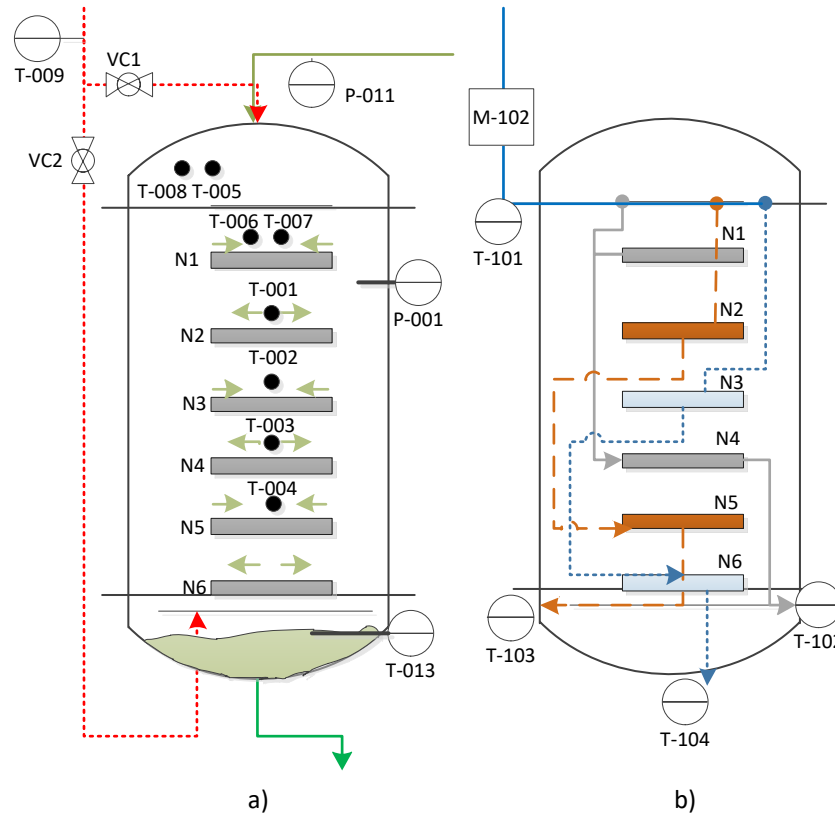 VC1
T-009
P-011
VC2
T-008 T-005
T-006 T-007
N1
T-001
P-001
N2
T-002
N3
T-003
N4
T-004
N5
N6
T-013
a)
M-102
T-101
N1
N2
N3
N4
N5
N6
T-103
T-102
T-104
b)